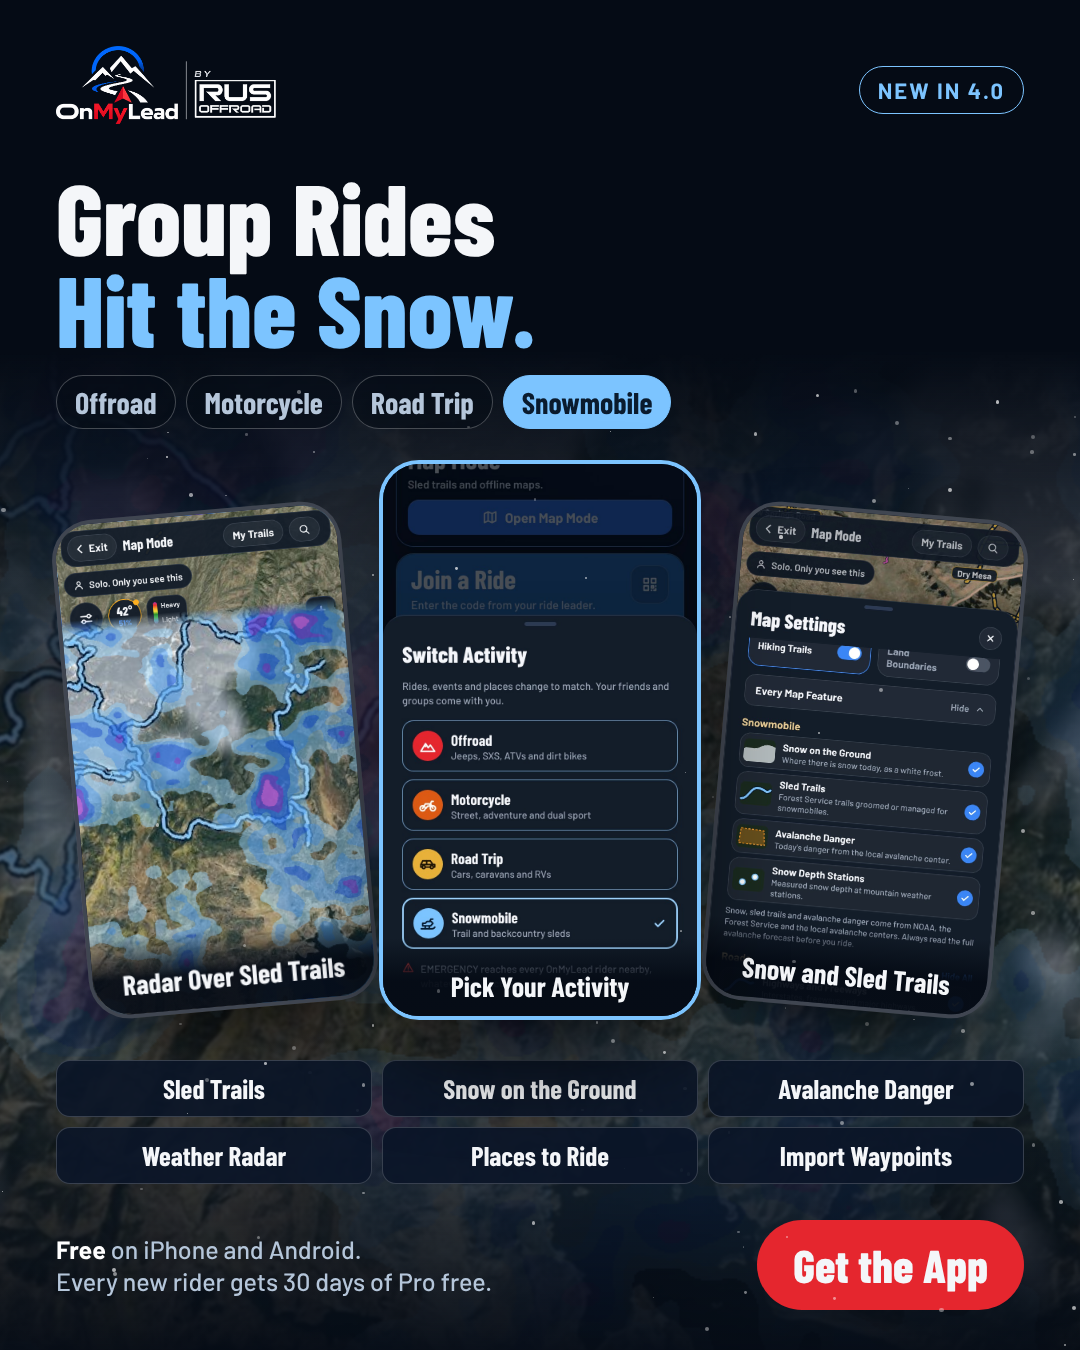 OnMyLead
BY
RUS
OFFROAD
NEW IN 4.0
Group Rides
Hit the Snow.
Offroad
Motorcycle
Road Trip
Snowmobile
Exit
Map Mode
My Trails
Solo. Only you see this
42°
Heavy
Light
Radar Over Sled Trails
Map Mode
Sled trails and offline maps.
Open Map Mode
Join a Ride
Enter the code from your ride leader.
Switch Activity
Rides, events and places change to match. Your friends and
groups come with you.
Offroad
Jeeps, SXS, ATVs and dirt bikes
Motorcycle
Street, adventure and dual sport
Road Trip
Cars, caravans and RVs
Snowmobile
Trail and backcountry sleds
EMERGENCY reaches every OnMyLead rider nearby.
Pick Your Activity
Exit
Map Mode
My Trails
Solo. Only you see this
Dry Mesa
Map Settings
Hiking Trails
Land
Boundaries
Every Map Feature
Hide
Snowmobile
Snow on the Ground
Where there is snow today, as a white frost.
Sled Trails
Forest Service trails groomed or managed for
snowmobiles.
Avalanche Danger
Today's danger from the local avalanche center.
Snow Depth Stations
Measured snow depth at mountain weather
stations.
Snow, sled trails and avalanche danger come from NOAA, the
Forest Service and the local avalanche centers. Always read the full
avalanche forecast before you ride.
Snow and Sled Trails
Sled Trails
Snow on the Ground
Avalanche Danger
Weather Radar
Places to Ride
Import Waypoints
Free on iPhone and Android.
Every new rider gets 30 days of Pro free.
Get the App